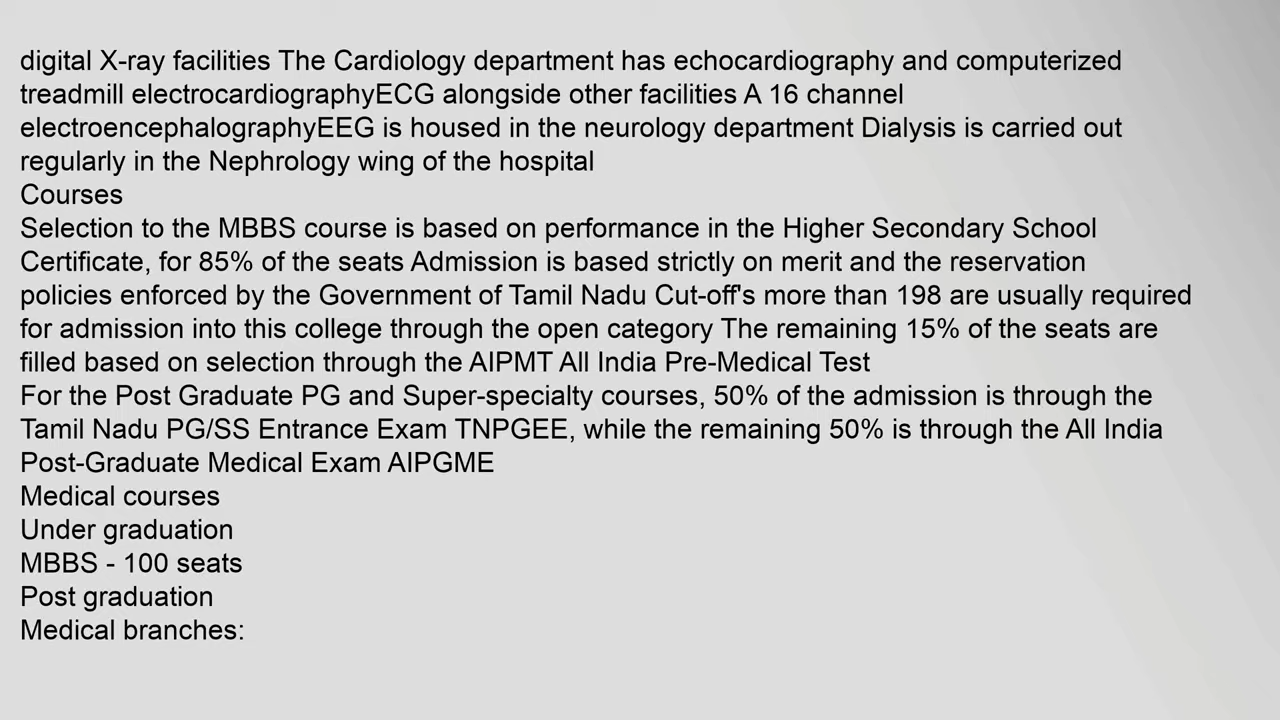 digital X-ray facilities The Cardiology department has echocardiography and computerized
treadmill electrocardiographyECG alongside other facilities A 16 channel
electroencephalographyEEG is housed in the neurology department Dialysis is carried out
regularly in the Nephrology wing of the hospital
Courses
Selection to the MBBS course is based on performance in the Higher Secondary School
Certificate, for 85% of the seats Admission is based strictly on merit and the reservation
policies enforced by the Government of Tamil Nadu Cut-off's more than 198 are usually required
for admission into this college through the open category The remaining 15% of the seats are
filled based on selection through the AIPMT All India Pre-Medical Test
For the Post Graduate PG and Super-specialty courses, 50% of the admission is through the
Tamil Nadu PG/SS Entrance Exam TNPGEE, while the remaining 50% is through the All India
Post-Graduate Medical Exam AIPGME
Medical courses
Under graduation
MBBS - 100 seats
Post graduation
Medical branches: